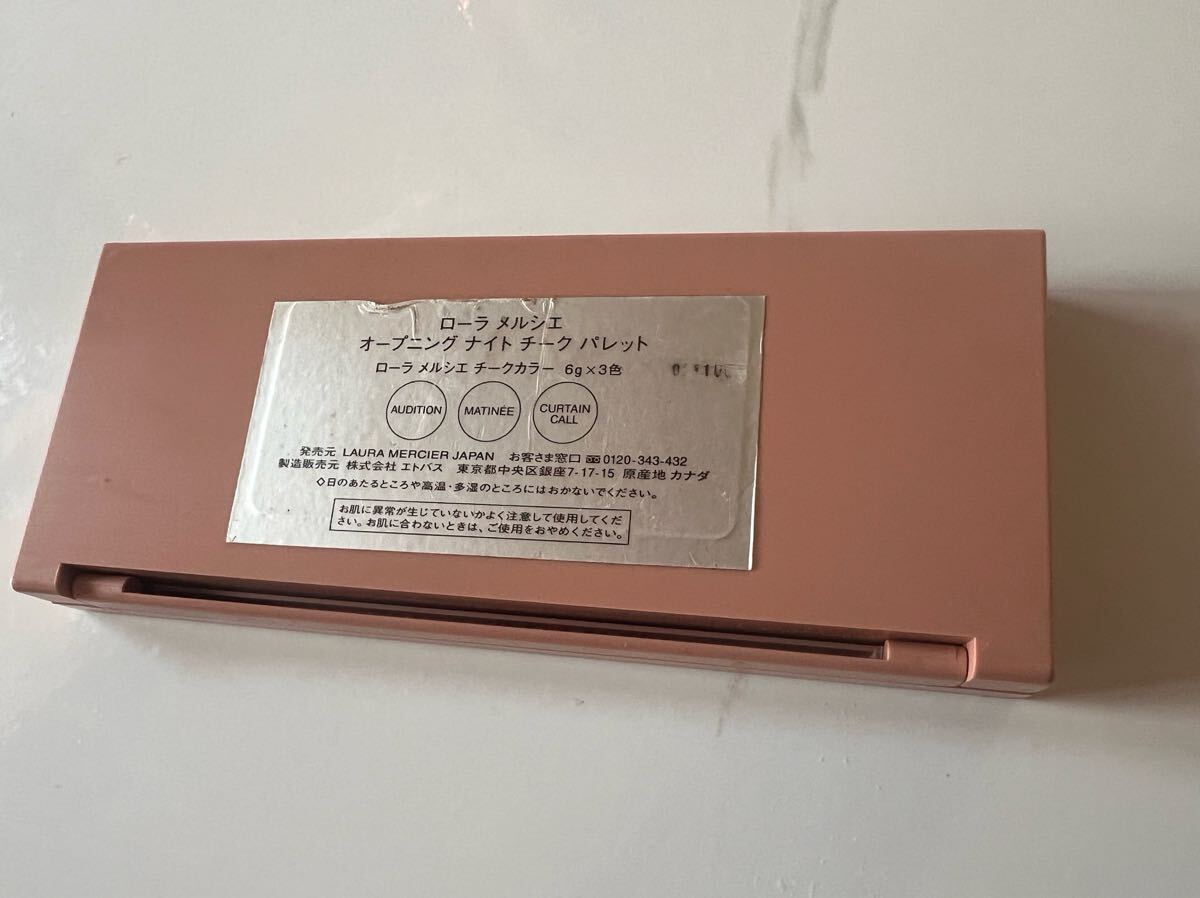 ローラ メルシエ
オープニング ナイト チーク パレット
ローラ メルシエ チークカラー 6g×3色
AUDITION
MATINÉE
CURTAIN
CALL
発売元 LAURA MERCIER JAPAN お客さま窓口 0120-343-432
製造販売元 株式会社 エトバス 東京都中央区銀座7-17-15 原産地 カナダ
◇日のあたるところや高温・多湿のところにはおかないでください。
お肌に異常が生じていないかよく注意して使用してくだ
さい。お肌に合わないときは、ご使用をおやめください。